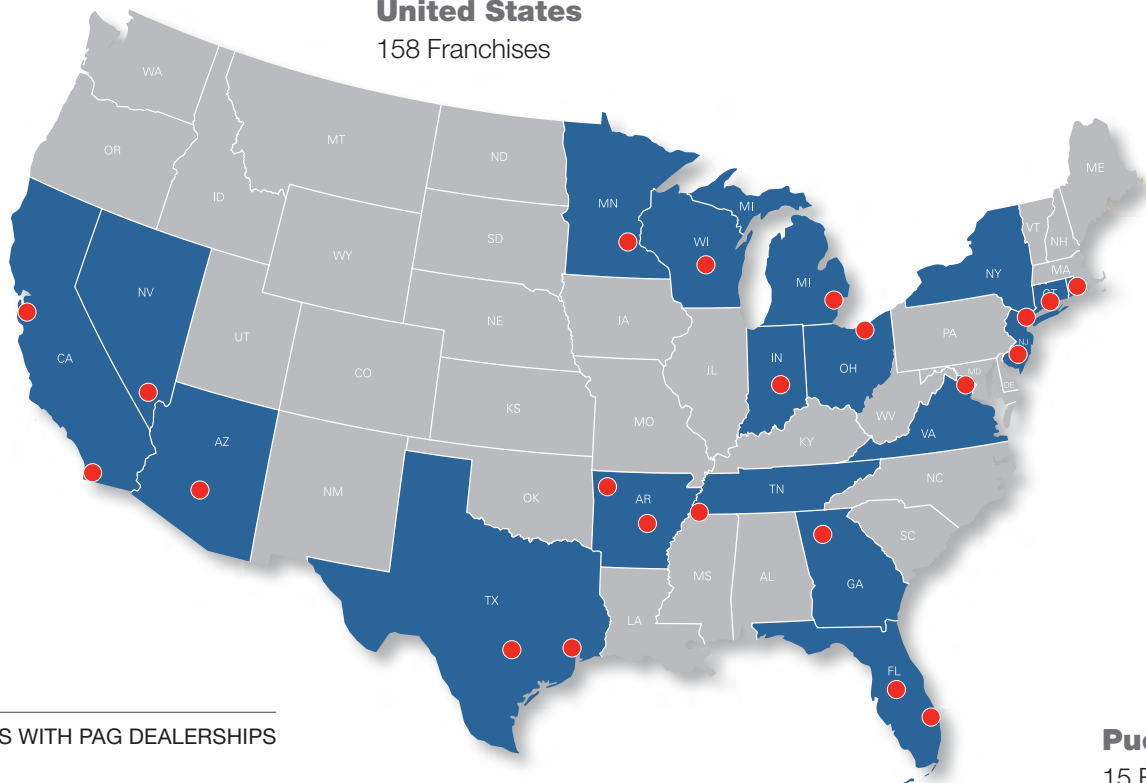 United States
158 Franchises
WA
MT
ND
OR
ID
MN
SD
WY
WI
MI
MI
ME
VT
NH
MA
NY
CT
NV
UT
CA
CO
NE
IA
IL
IN
OH
PA
NJ
MD
DE
WV
VA
KS
MO
KY
AZ
NM
OK
AR
TN
NC
SC
MS
AL
GA
TX
LA
FL
S WITH PAG DEALERSHIPS
15